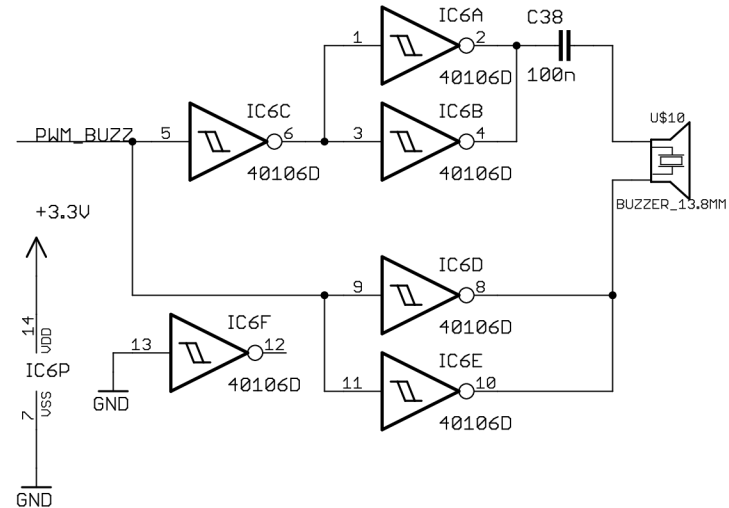 IC6A
C38
1
2
40106D
100n
IC6C
IC6B
U$10
PWM_BUZZ
5
6
3
4
40106D
40106D
BUZZER_13.8MM
+3.3V
IC6D
9
8
14
VDD
IC6F
40106D
13
12
IC6E
IC6P
40106D
11
10
GND
7
VSS
40106D
GND